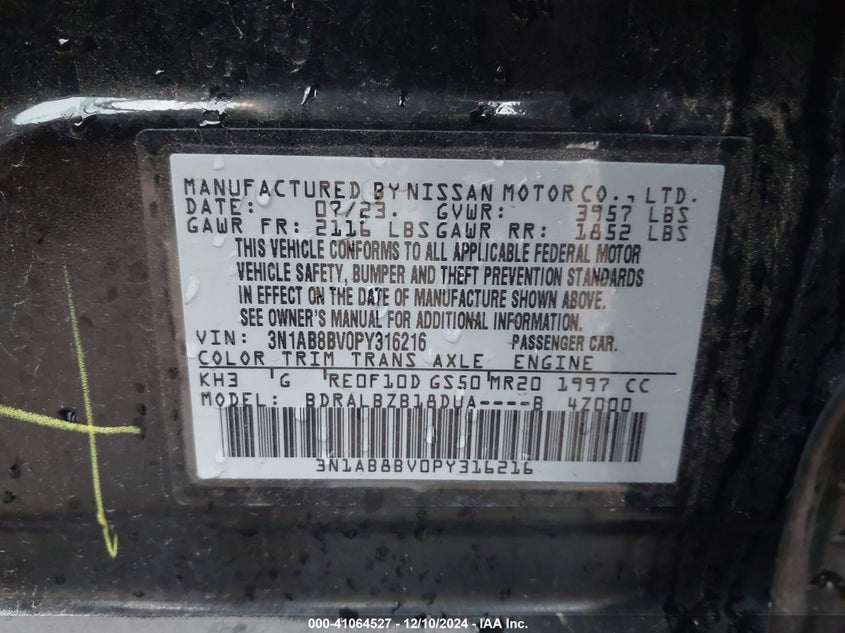 MANUFACTURED BY NISSAN MOTOR CO., LTD.
DATE: 07/23. GVWR: 3957 LBS
GAWR FR: 2116 LBS GAWR RR: 1852 LBS
THIS VEHICLE CONFORMS TO ALL APPLICABLE FEDERAL MOTOR
VEHICLE SAFETY, BUMPER AND THEFT PREVENTION STANDARDS
IN EFFECT ON THE DATE OF MANUFACTURE SHOWN ABOVE.
SEE OWNER'S MANUAL FOR ADDITIONAL INFORMATION.
VIN: 3N1AB8BV0PY316216 PASSENGER CAR.
COLOR TRIM TRANS AXLE ENGINE
KH3 G RE0F10D GS50 MR20 1997 CC
MODEL: BDRALBZB18DUA----B 47000
3N1AB8BV0PY316216
000-41064527 - 12/10/2024 - IAA Inc.